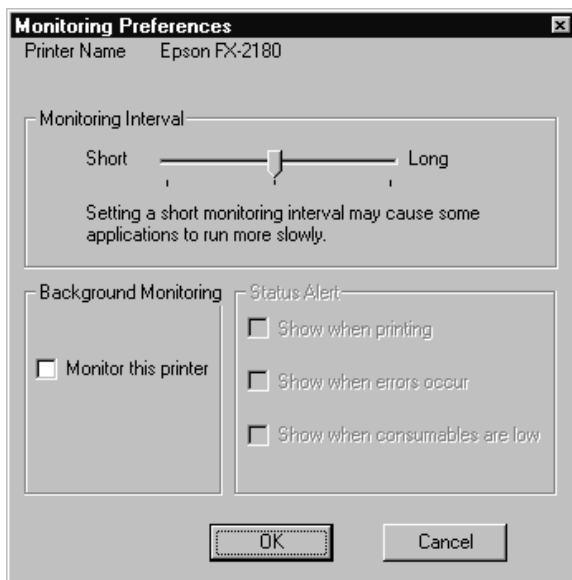 Monitoring Preferences
Printer Name Epson FX-2180
Monitoring Interval
Short Long
Setting a short monitoring interval may cause some
applications to run more slowly.
Background Monitoring
Monitor this printer
Status Alert
Show when printing
Show when errors occur
Show when consumables are low
OK Cancel